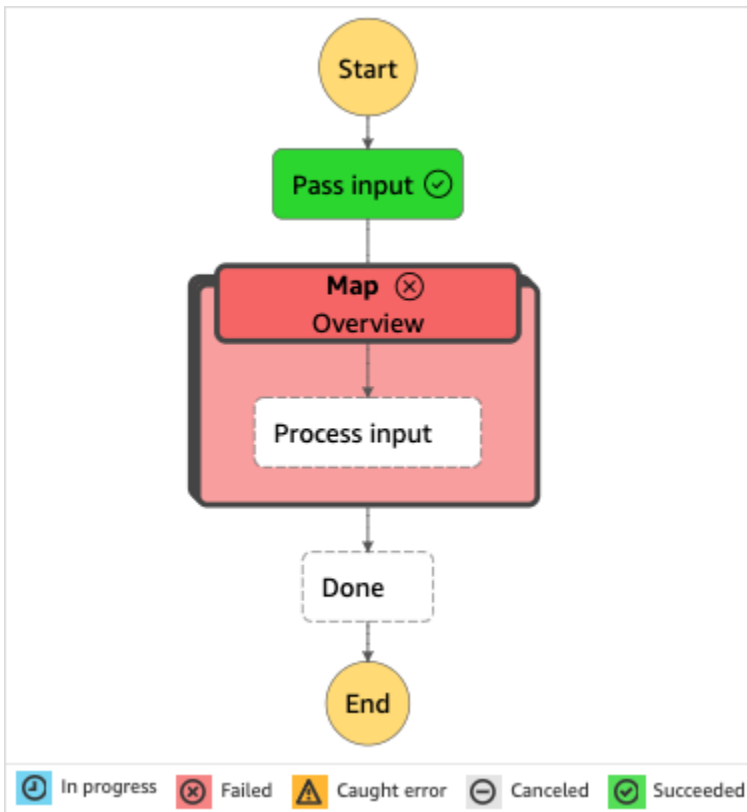 Start
Pass input
Map
Overview
Process input
Done
End
In progress Failed Caught error Canceled Succeeded